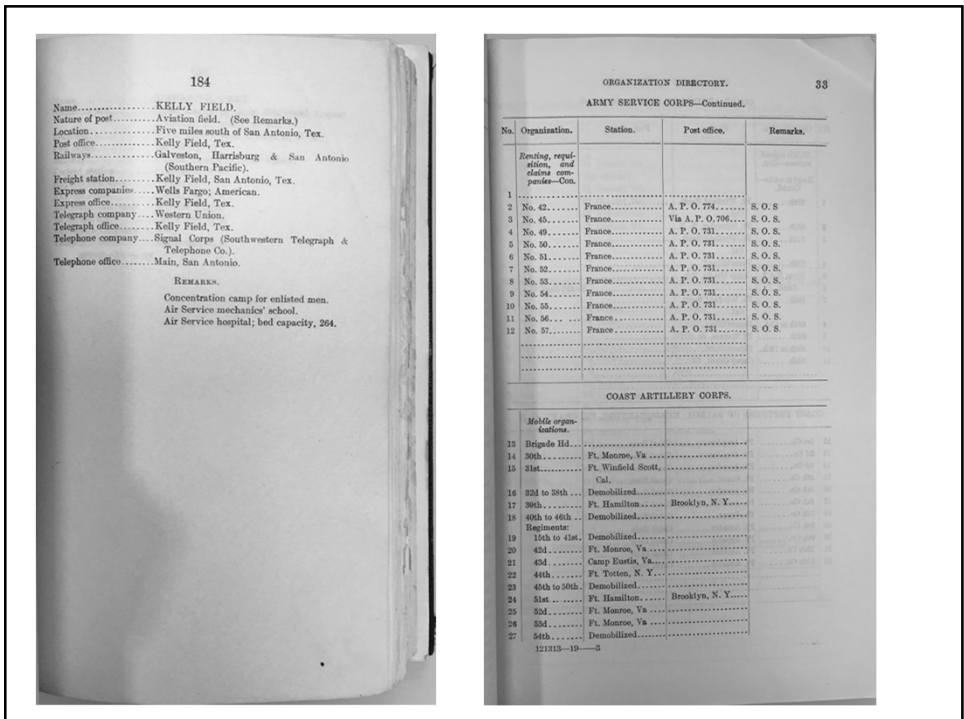 184
Name................KELLY FIELD.
Nature of post..........Aviation field. (See Remarks.)
Location..............Five miles south of San Antonio, Tex.
Post office.............Kelly Field, Tex.
Railways..............Galveston, Harrisburg & San Antonio
(Southern Pacific).
Freight station........Kelly Field, San Antonio, Tex.
Express companies....Wells Fargo; American.
Express office..........Kelly Field, Tex.
Telegraph company...Western Union.
Telegraph office........Kelly Field, Tex.
Telephone company....Signal Corps (Southwestern Telegraph &
Telephone Co.).
Telephone office........Main, San Antonio.
REMARKS.
Concentration camp for enlisted men.
Air Service mechanics' school.
Air Service hospital; bed capacity, 264.
ORGANIZATION DIRECTORY. 33
ARMY SERVICE CORPS—Continued.
No. Organization. Station. Post office. Remarks.
Renting, requi-
sition, and
claims com-
panies—Con.
1
2 No. 42....... France............ A. P. O. 774....... S. O. S
3 No. 45....... France............ Via A. P. O. 706.... S. O. S.
4 No. 49....... France............ A. P. O. 731....... S. O. S.
5 No. 50....... France............ A. P. O. 731....... S. O. S.
6 No. 51....... France............ A. P. O. 731....... S. O. S.
7 No. 52....... France............ A. P. O. 731....... S. O. S.
8 No. 53....... France............ A. P. O. 731....... S. O. S.
9 No. 54....... France............ A. P. O. 731....... S. O. S.
10 No. 55....... France............ A. P. O. 731....... S. O. S.
11 No. 56....... France............ A. P. O. 731....... S. O. S.
12 No. 57....... France............ A. P. O. 731....... S. O. S.
COAST ARTILLERY CORPS.
Mobile organ-
izations.
13 Brigade Hd...
14 30th......... Ft. Monroe, Va ....
15 31st.......... Ft. Winfield Scott,
Cal.
16 32d to 38th ... Demobilized.......
17 39th......... Ft. Hamilton ...... Brooklyn, N. Y.....
18 40th to 46th .. Demobilized.......
Regiments:
19 15th to 41st. Demobilized.......
20 42d........ Ft. Monroe, Va ....
21 43d........ Camp Eustis, Va....
22 44th....... Ft. Totten, N. Y...
23 45th to 50th. Demobilized.......
24 51st ........ Ft. Hamilton...... Brooklyn, N. Y.....
25 52d........ Ft. Monroe, Va ....
26 53d........ Ft. Monroe, Va ....
27 54th....... Demobilized.......
121313—19——3